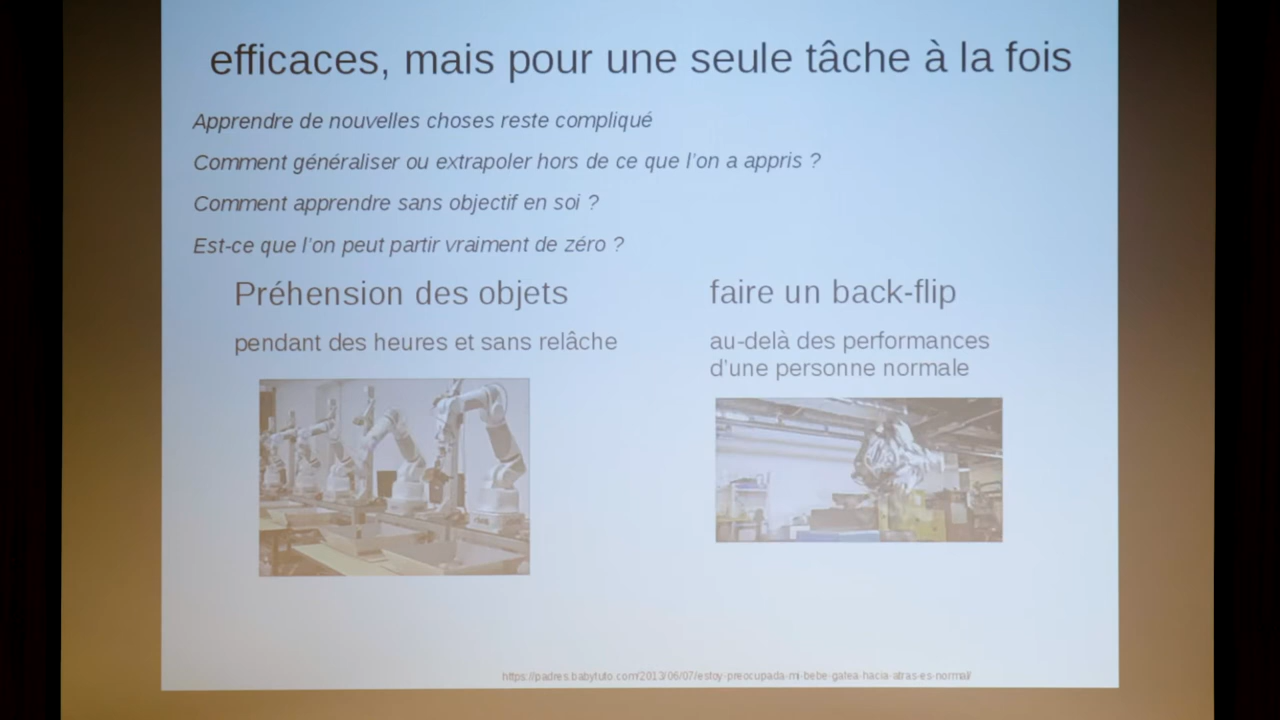 efficaces, mais pour une seule tâche à la fois
Apprendre de nouvelles choses reste compliqué
Comment généraliser ou extrapoler hors de ce que l'on a appris ?
Comment apprendre sans objectif en soi ?
Est-ce que l'on peut partir vraiment de zéro ?
Préhension des objets
pendant des heures et sans relâche
faire un back-flip
au-delà des performances
d'une personne normale
https://padres.babytuto.com/2013/06/07/estoy-preocupada-mi-bebe-gatea-hacia-atras-es-normal/